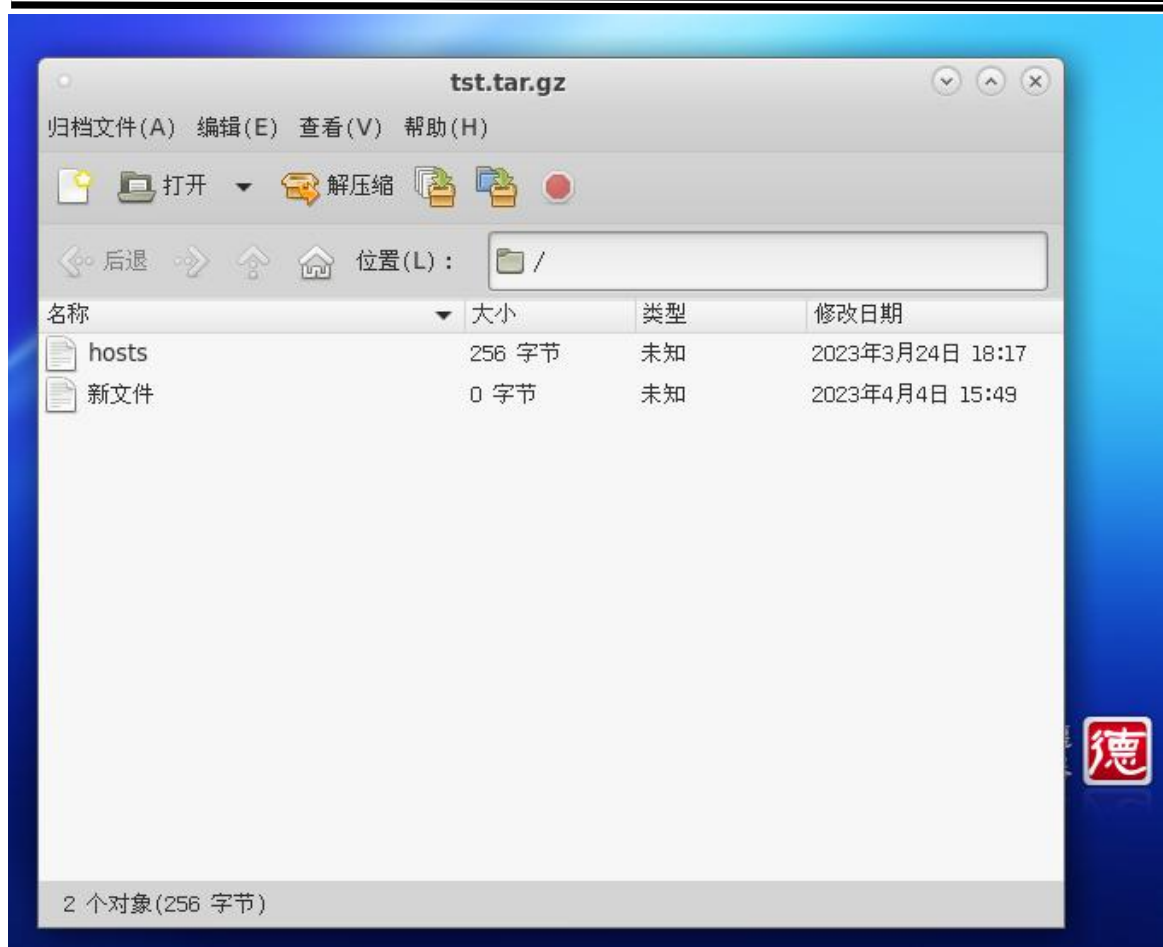 tst.tar.gz
归档文件(A) 编辑(E) 查看(V) 帮助(H)
打开 解压缩
后退 位置(L)： /
名称 大小 类型 修改日期
hosts 256 字节 未知 2023年3月24日 18:17
新文件 0 字节 未知 2023年4月4日 15:49
德
2 个对象(256 字节)